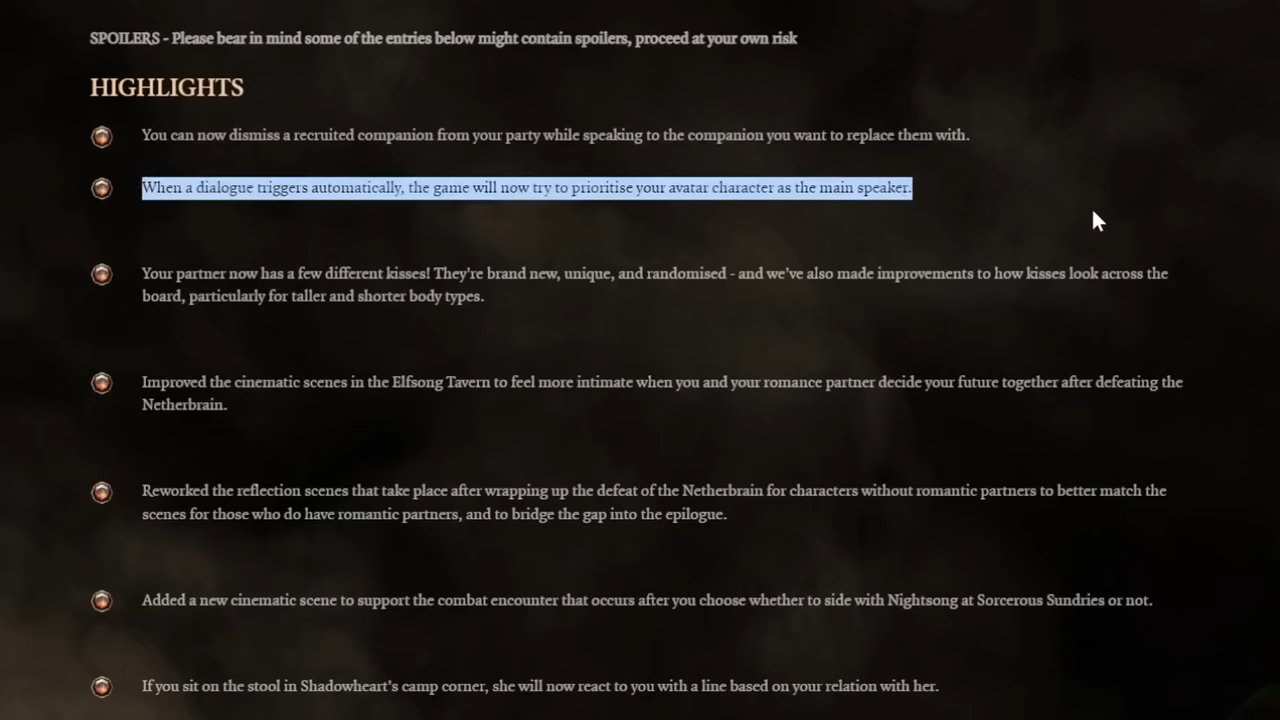 SPOILERS - Please bear in mind some of the entries below might contain spoilers, proceed at your own risk
HIGHLIGHTS
You can now dismiss a recruited companion from your party while speaking to the companion you want to replace them with.
When a dialogue triggers automatically, the game will now try to prioritise your avatar character as the main speaker.
Your partner now has a few different kisses! They're brand new, unique, and randomised - and we've also made improvements to how kisses look across the
board, particularly for taller and shorter body types.
Improved the cinematic scenes in the Elfsong Tavern to feel more intimate when you and your romance partner decide your future together after defeating the
Netherbrain.
Reworked the reflection scenes that take place after wrapping up the defeat of the Netherbrain for characters without romantic partners to better match the
scenes for those who do have romantic partners, and to bridge the gap into the epilogue.
Added a new cinematic scene to support the combat encounter that occurs after you choose whether to side with Nightsong at Sorcerous Sundries or not.
If you sit on the stool in Shadowheart's camp corner, she will now react to you with a line based on your relation with her.